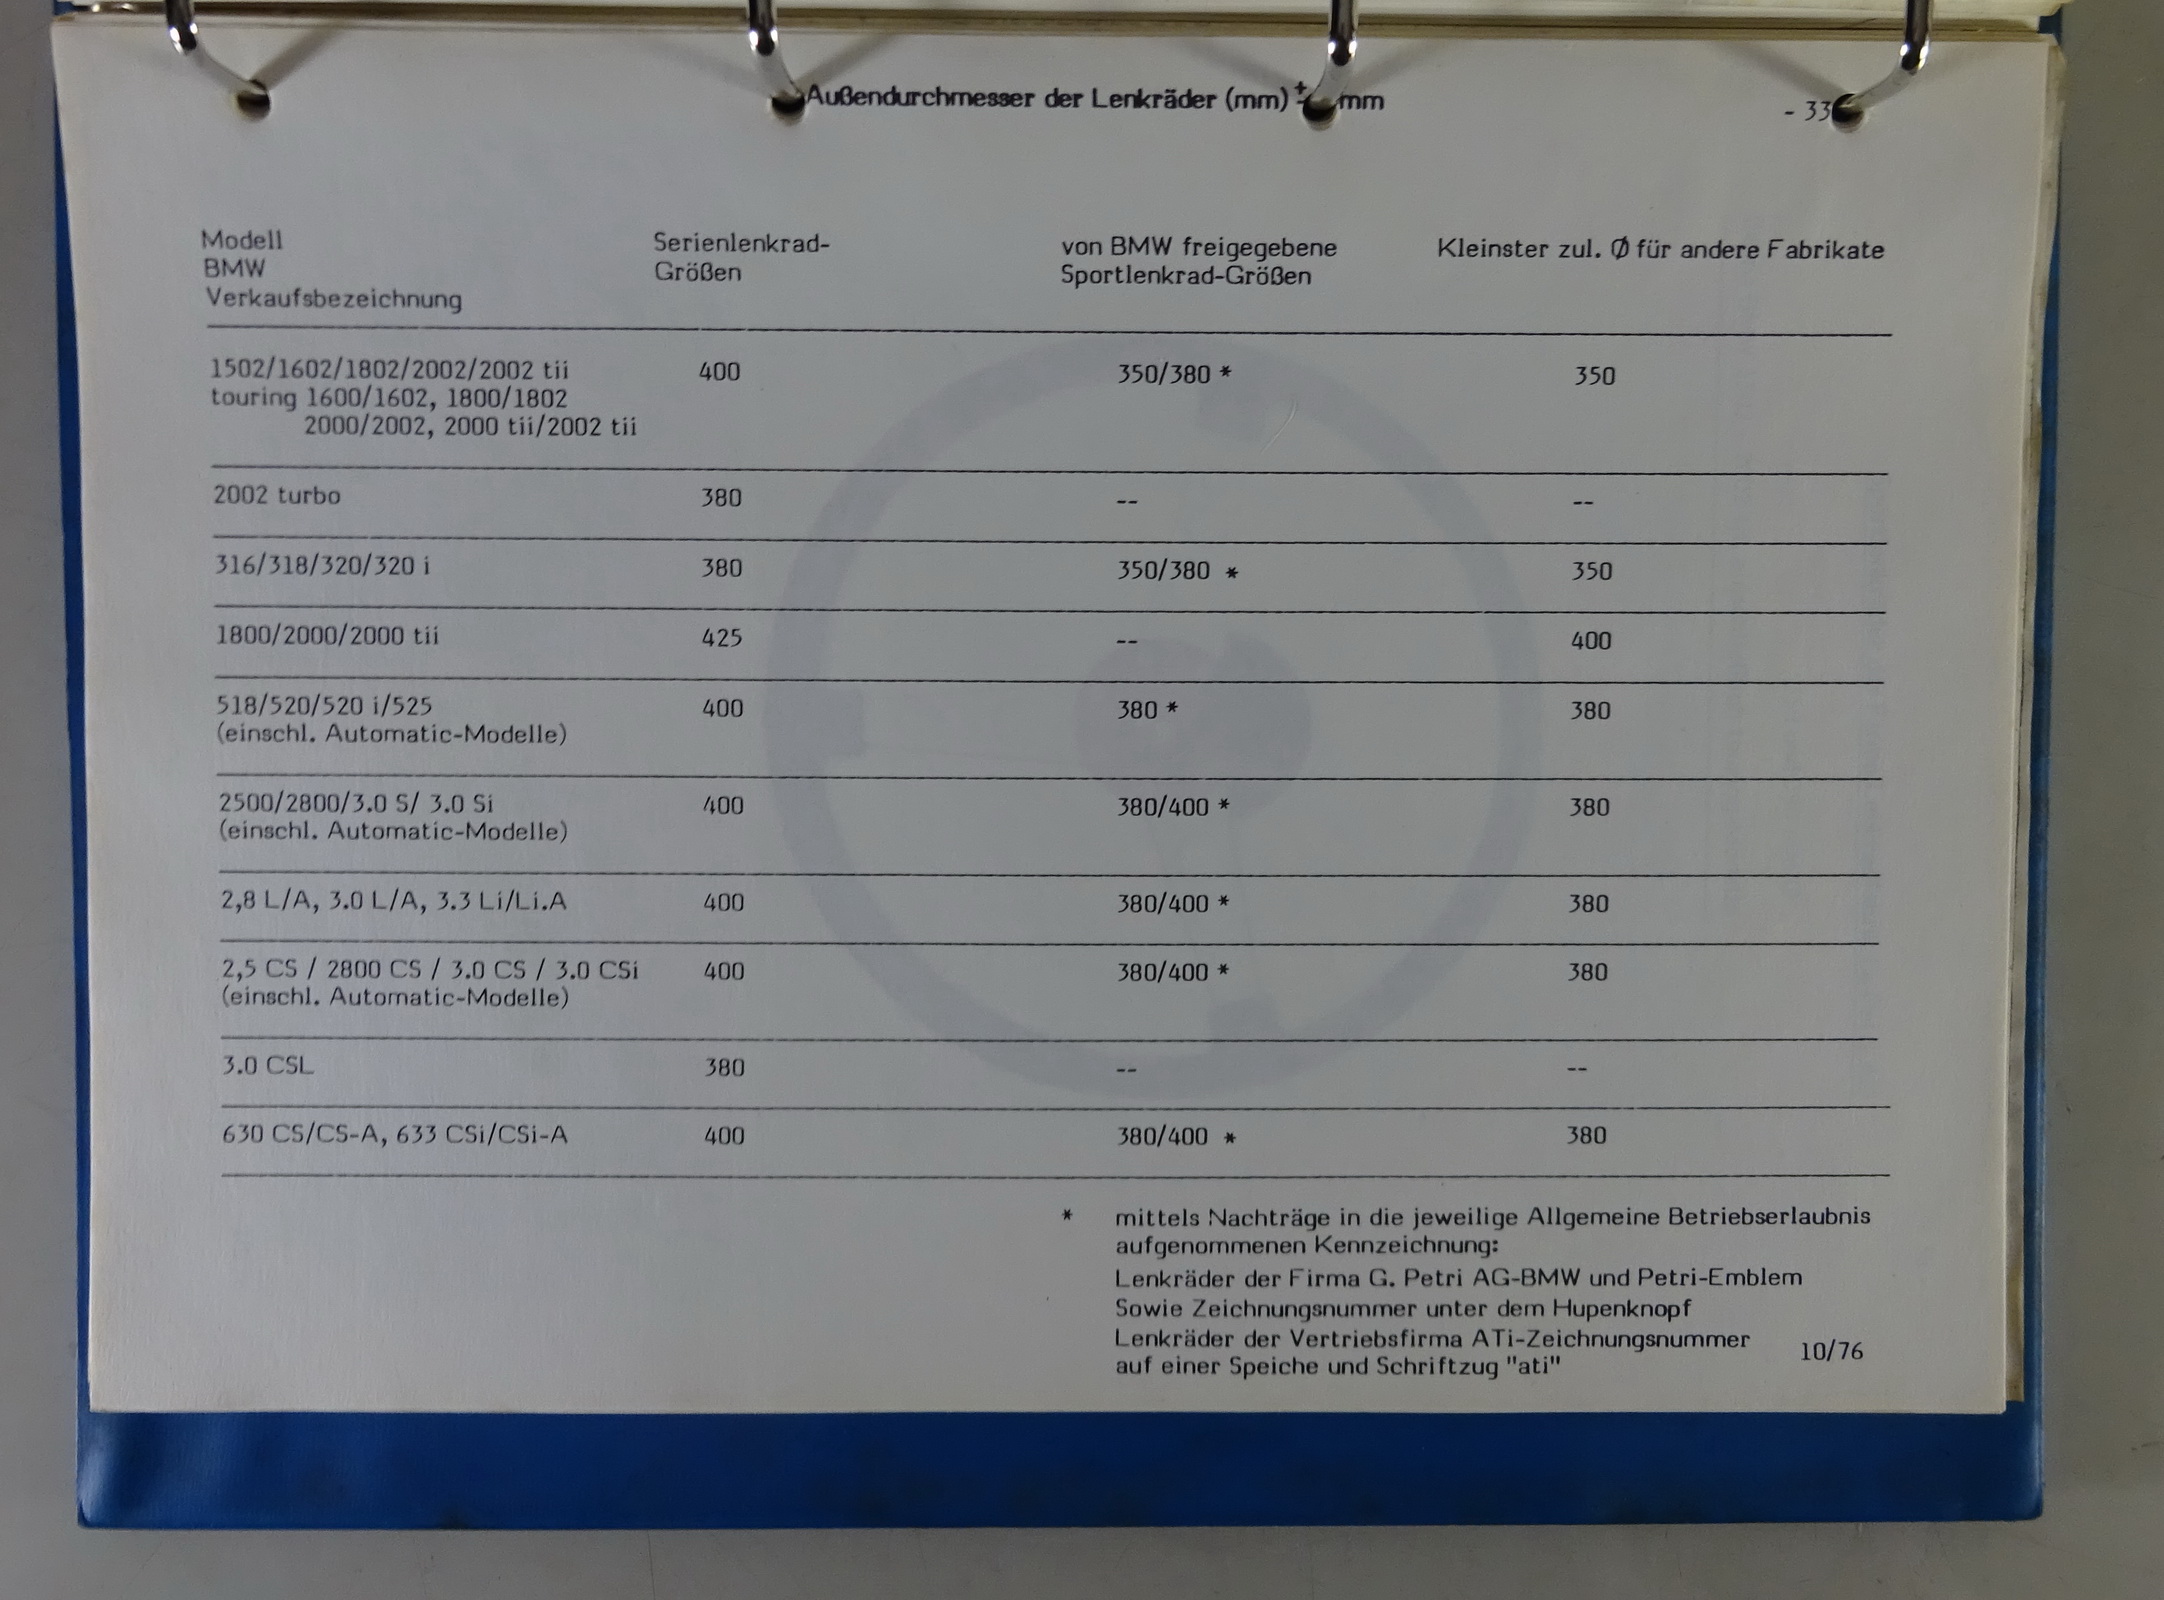 Außendurchmesser der Lenkräder (mm) ± mm
- 33
Modell
BMW
Verkaufsbezeichnung
Serienlenkrad-
Größen
von BMW freigegebene
Sportlenkrad-Größen
Kleinster zul. Ø für andere Fabrikate
1502/1602/1802/2002/2002 tii 400 350/380 * 350
touring 1600/1602, 1800/1802
2000/2002, 2000 tii/2002 tii
2002 turbo 380 -- --
316/318/320/320 i 380 350/380 * 350
1800/2000/2000 tii 425 -- 400
518/520/520 i/525 400 380 * 380
(einschl. Automatic-Modelle)
2500/2800/3.0 S/ 3.0 Si 400 380/400 * 380
(einschl. Automatic-Modelle)
2,8 L/A, 3.0 L/A, 3.3 Li/Li.A 400 380/400 * 380
2,5 CS / 2800 CS / 3.0 CS / 3.0 CSi 400 380/400 * 380
(einschl. Automatic-Modelle)
3.0 CSL 380 -- --
630 CS/CS-A, 633 CSi/CSi-A 400 380/400 * 380
* mittels Nachträge in die jeweilige Allgemeine Betriebserlaubnis
aufgenommenen Kennzeichnung:
Lenkräder der Firma G. Petri AG-BMW und Petri-Emblem
Sowie Zeichnungsnummer unter dem Hupenknopf
Lenkräder der Vertriebsfirma ATi-Zeichnungsnummer
auf einer Speiche und Schriftzug "ati"
10/76